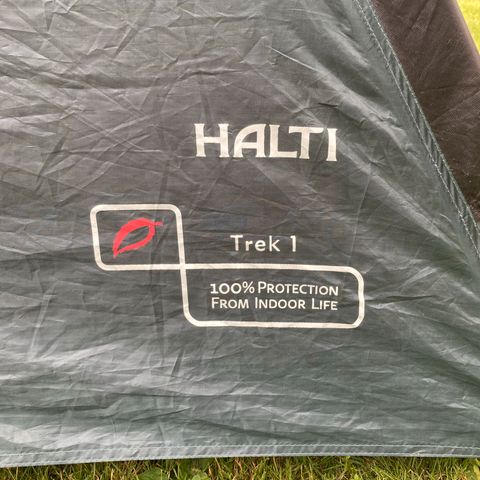 HALTI
Trek 1
100% PROTECTION
FROM INDOOR LIFE